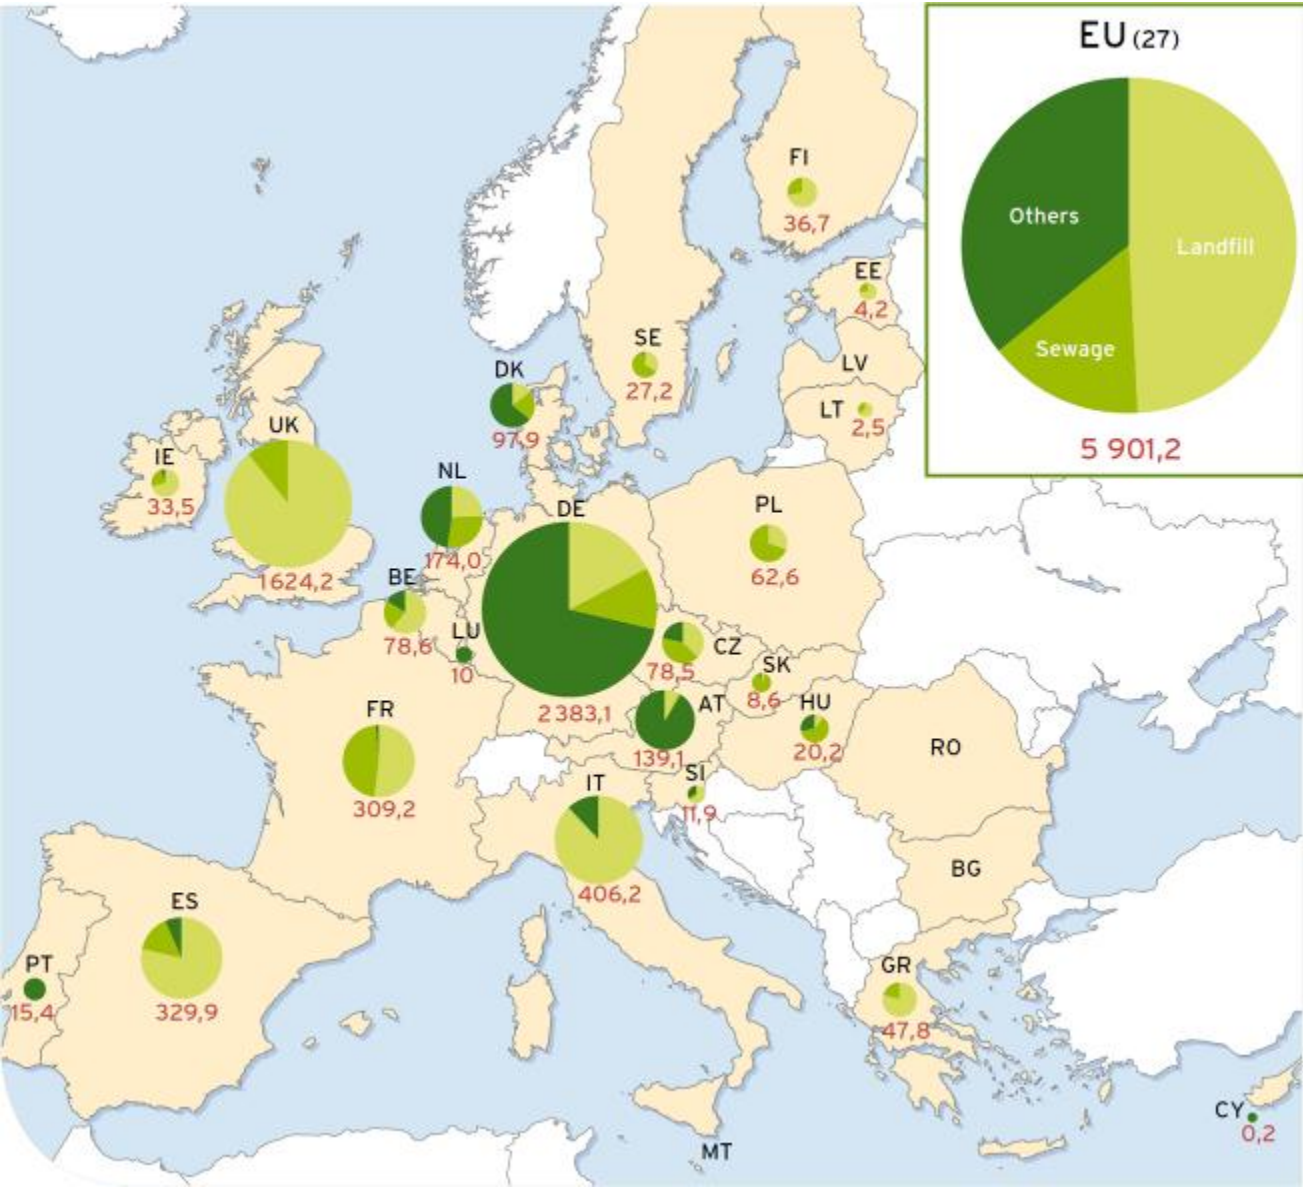 EU (27)
Others
Landfill
Sewage
5 901,2
FI
36,7
EE
4,2
SE
27,2
LV
DK
97,9
LT
2,5
UK
1624,2
IE
33,5
NL
174,0
DE
2 383,1
PL
62,6
BE
78,6
LU
10
CZ
78,5
SK
8,6
AT
139,1
HU
20,2
RO
FR
309,2
SI
11,9
IT
406,2
BG
ES
329,9
PT
15,4
GR
47,8
CY
0,2
MT